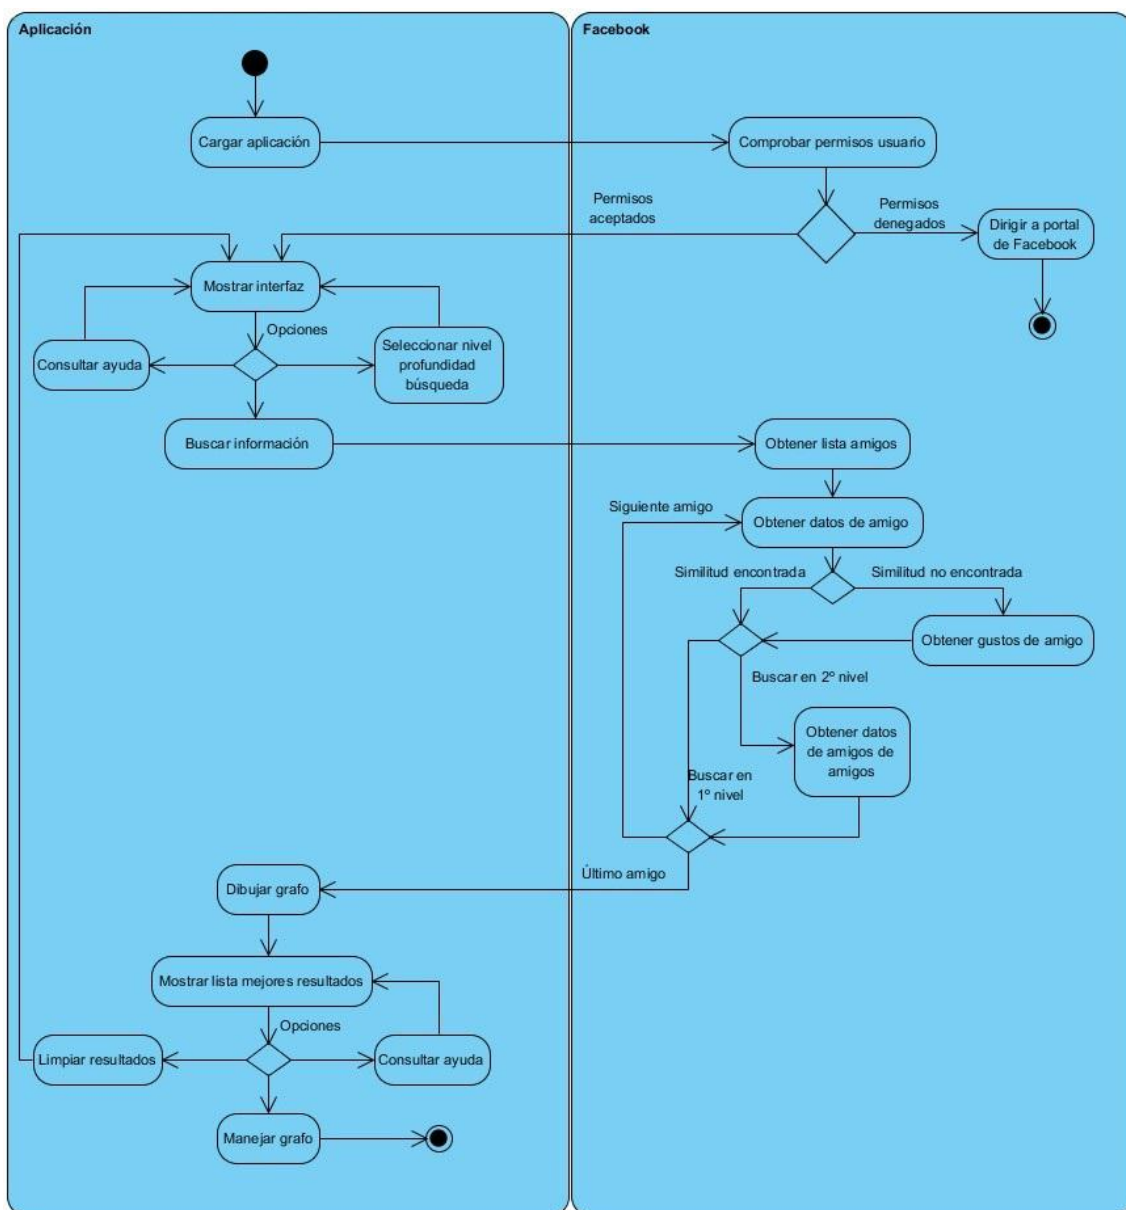 Aplicación
Facebook
Cargar aplicación
Comprobar permisos usuario
Permisos
aceptados
Permisos
denegados
Dirigir a portal
de Facebook
Mostrar interfaz
Opciones
Consultar ayuda
Seleccionar nivel
profundidad
búsqueda
Buscar información
Obtener lista amigos
Siguiente amigo
Obtener datos de amigo
Similitud encontrada
Similitud no encontrada
Obtener gustos de amigo
Buscar en 2º nivel
Obtener datos
de amigos de
amigos
Buscar en
1º nivel
Último amigo
Dibujar grafo
Mostrar lista mejores resultados
Opciones
Limpiar resultados
Consultar ayuda
Manejar grafo